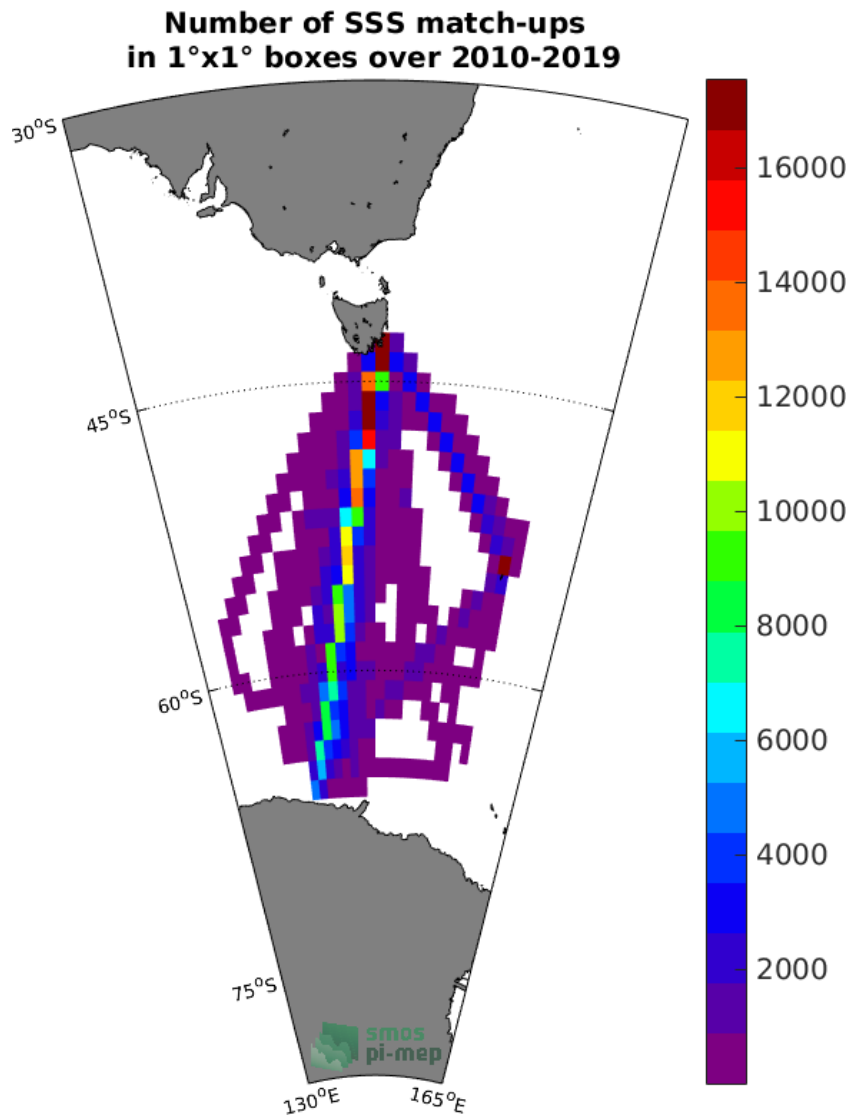 Number of SSS match-ups
in 1°x1° boxes over 2010-2019
30°S
45°S
60°S
75°S
130°E
165°E
16000
14000
12000
10000
8000
6000
4000
2000
smos
pi-mep